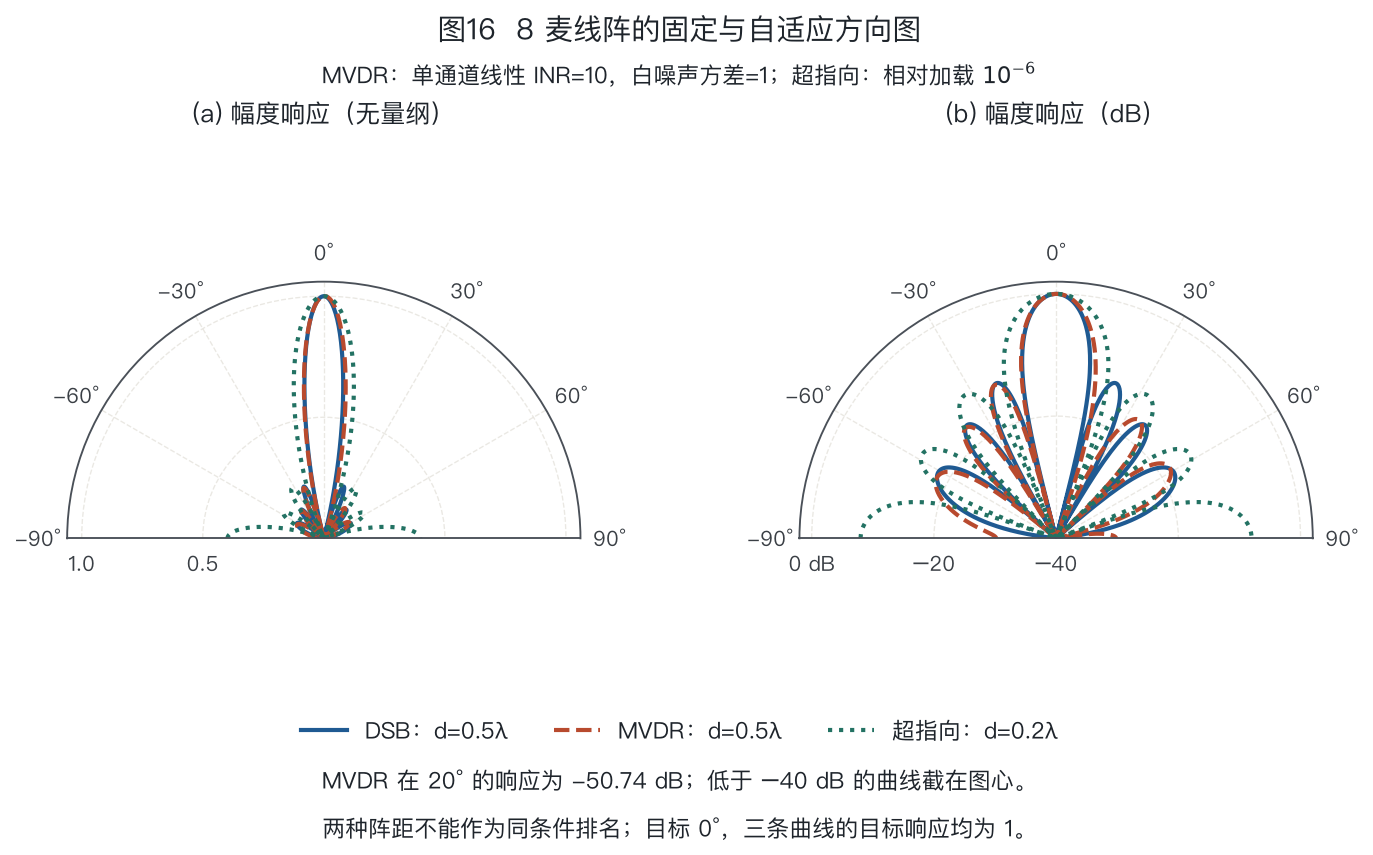 图16 8 麦线阵的固定与自适应方向图
MVDR：单通道线性 INR=10，白噪声方差=1；超指向：相对加载 10⁻⁶
(a) 幅度响应（无量纲）
(b) 幅度响应（dB）
0°
−30°
30°
−60°
60°
−90°
90°
1.0
0.5
0°
−30°
30°
−60°
60°
−90°
90°
0 dB
−20
−40
DSB：d=0.5λ
MVDR：d=0.5λ
超指向：d=0.2λ
MVDR 在 20° 的响应为 −50.74 dB；低于 −40 dB 的曲线截在图心。
两种阵距不能作为同条件排名；目标 0°，三条曲线的目标响应均为 1。